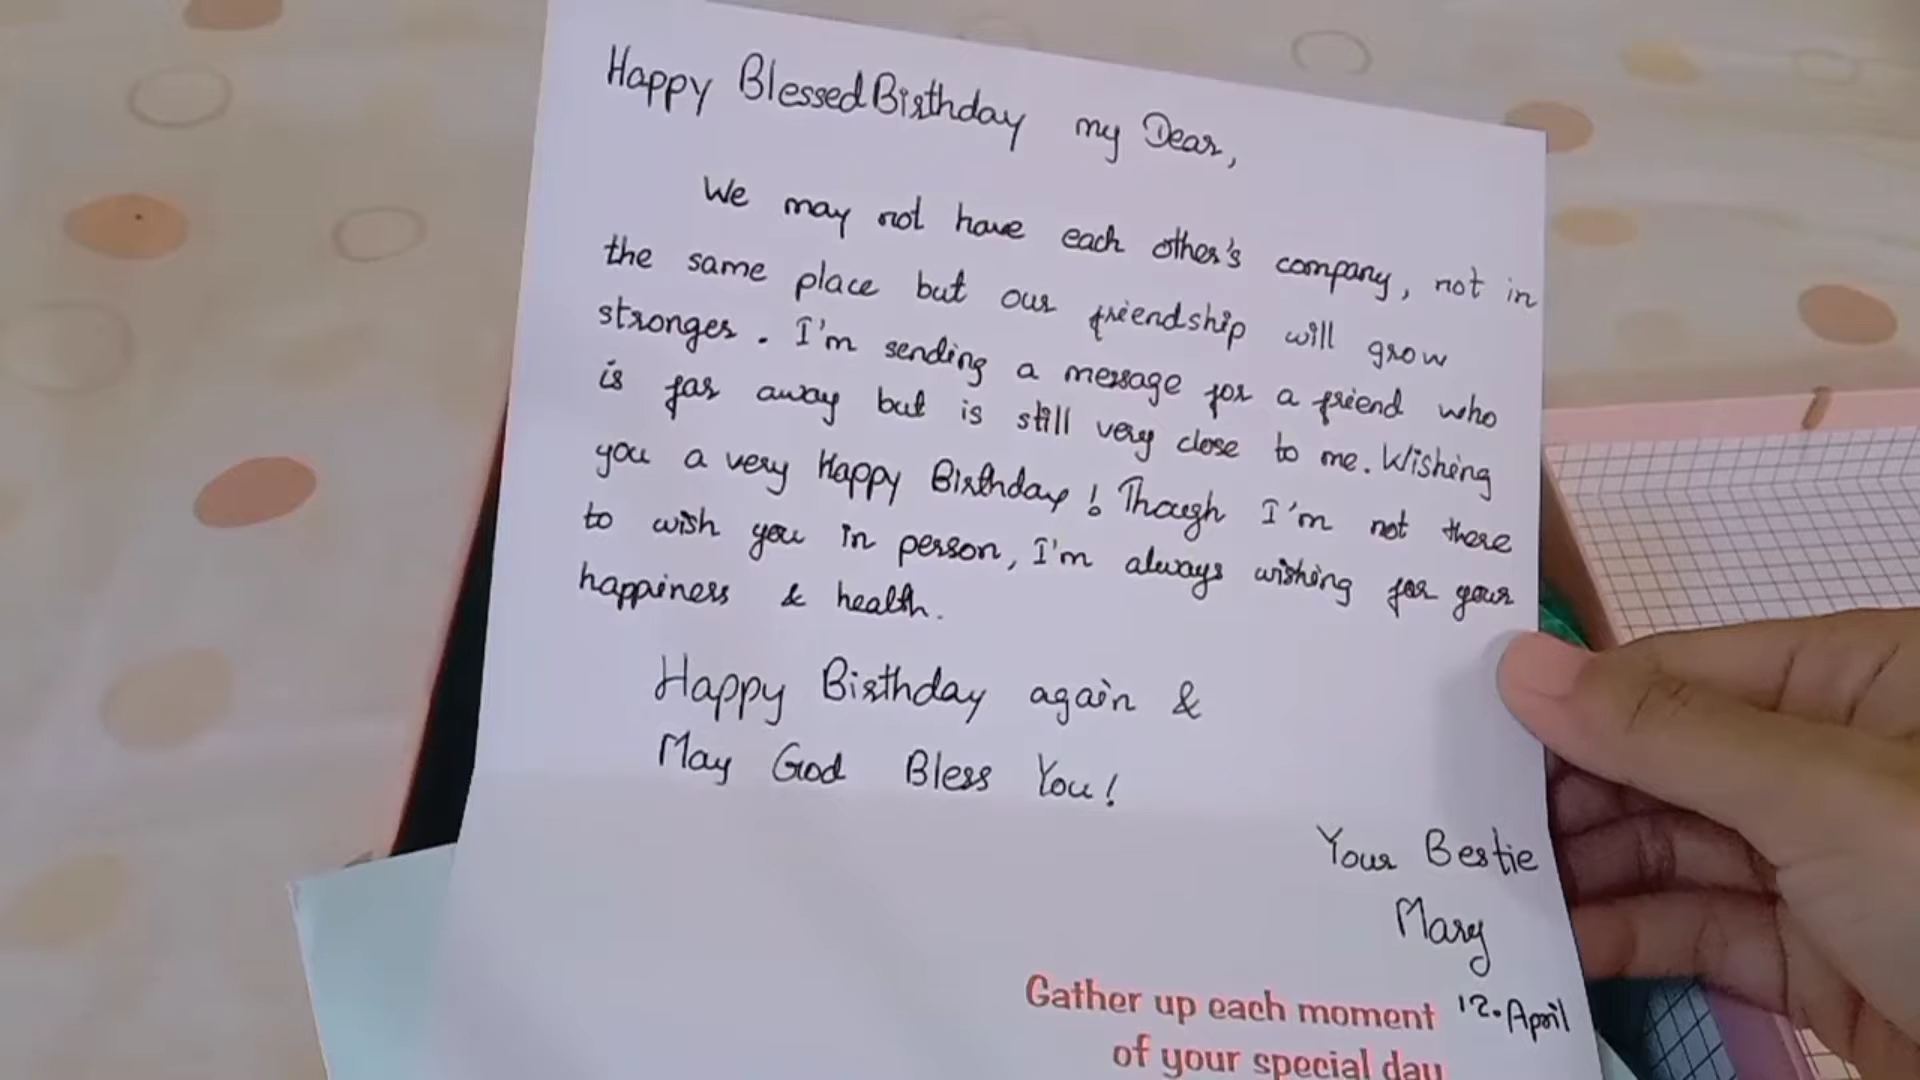 Happy Blessed Birthday my Dear,
We may not have each other's company, not in
the same place but our friendship will grow
stronger. I'm sending a message for a friend who
is far away but is still very close to me. Wishing
you a very Happy Birthday! Though I'm not there
to wish you in person, I'm always wishing for your
happiness & health.
Happy Birthday again &
May God Bless You!
Your Bestie
Mary
12. April
Gather up each moment
of your special day